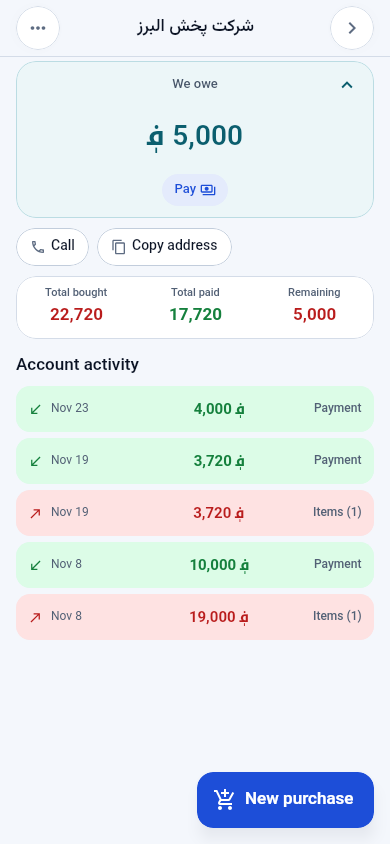 شرکت پخش البرز
We owe
؋ 5,000
Pay
Call
Copy address
Total bought
Total paid
Remaining
22,720
17,720
5,000
Account activity
Nov 23
4,000 ؋
Payment
Nov 19
3,720 ؋
Payment
Nov 19
3,720 ؋
Items (1)
Nov 8
10,000 ؋
Payment
Nov 8
19,000 ؋
Items (1)
New purchase